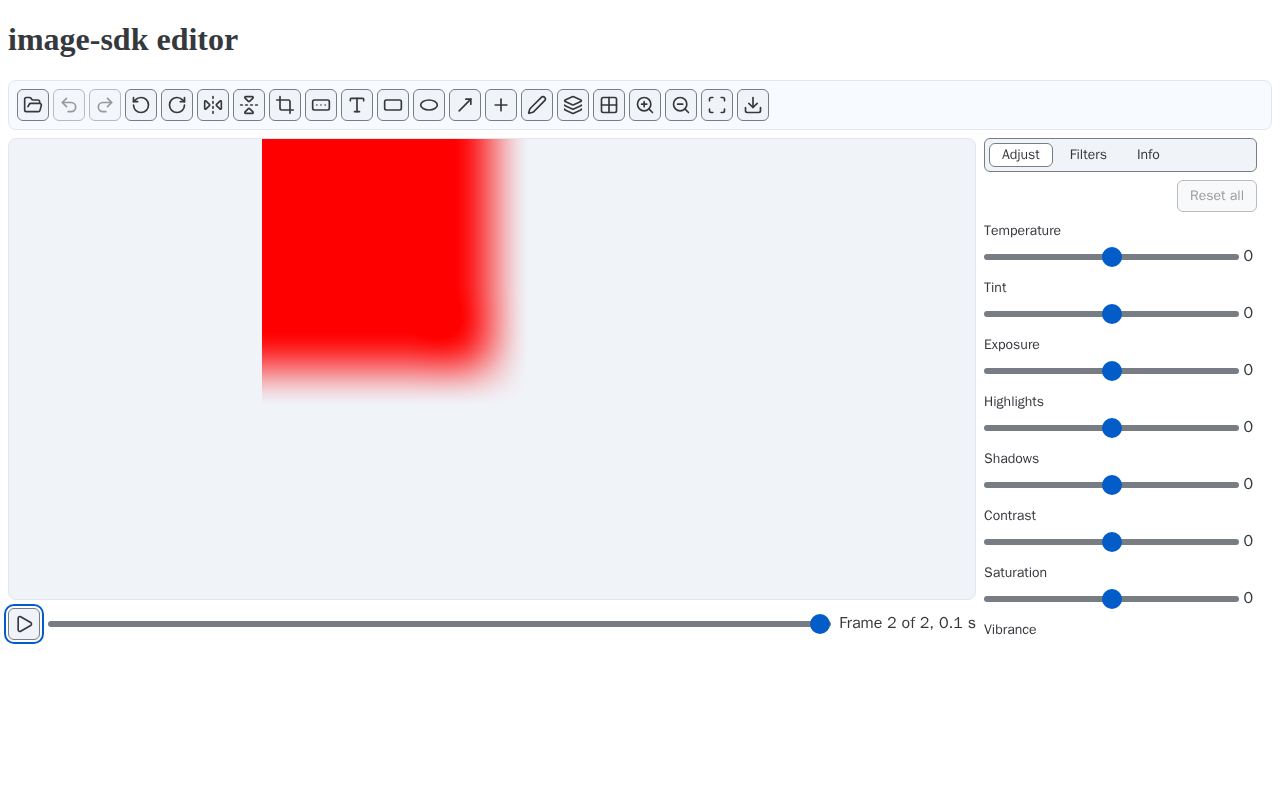 image-sdk editor
Adjust Filters Info
Reset all
Temperature
0
Tint
0
Exposure
0
Highlights
0
Shadows
0
Contrast
0
Saturation
0
Frame 2 of 2, 0.1 s
Vibrance